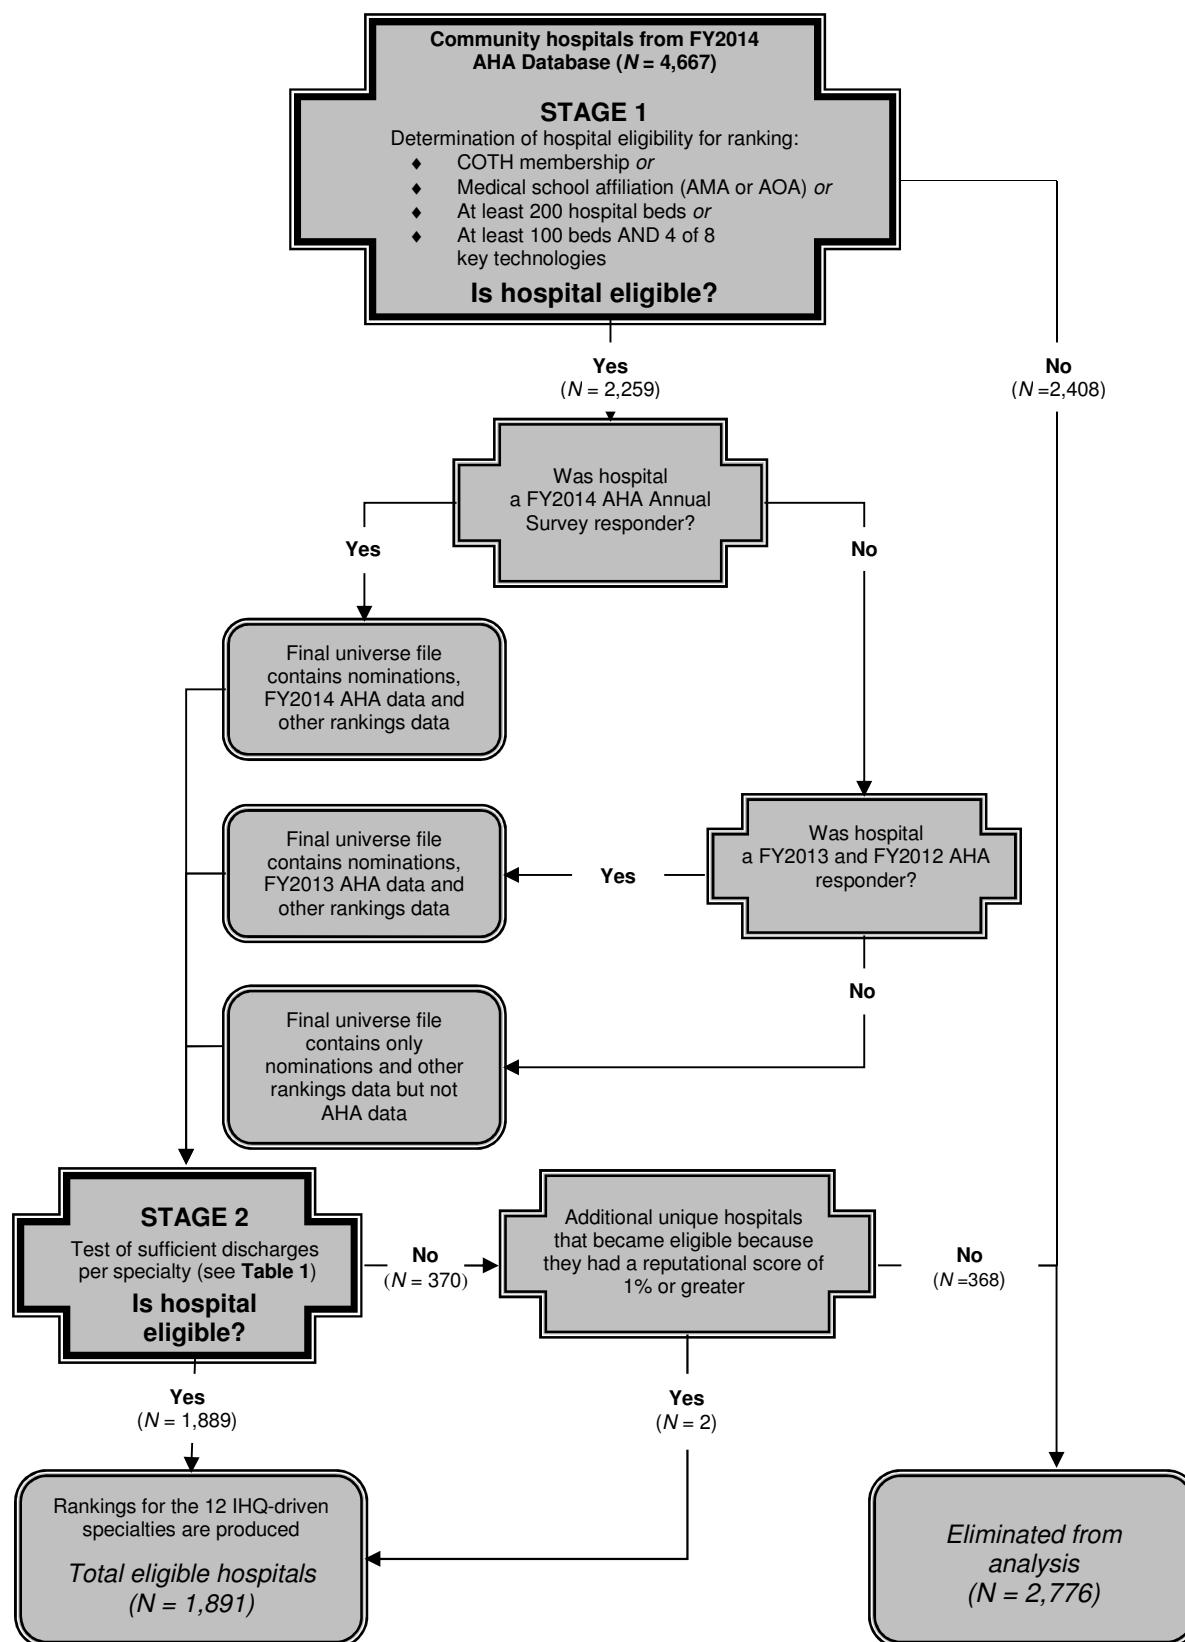 Community hospitals from FY2014
AHA Database (N = 4,667)
STAGE 1
Determination of hospital eligibility for ranking:
♦ COTH membership or
♦ Medical school affiliation (AMA or AOA) or
♦ At least 200 hospital beds or
♦ At least 100 beds AND 4 of 8
key technologies
Is hospital eligible?
Yes
(N = 2,259)
No
(N =2,408)
Was hospital
a FY2014 AHA Annual
Survey responder?
Yes
No
Final universe file
contains nominations,
FY2014 AHA data and
other rankings data
Was hospital
a FY2013 and FY2012 AHA
responder?
Yes
Final universe file
contains nominations,
FY2013 AHA data and
other rankings data
No
Final universe file
contains only
nominations and other
rankings data but not
AHA data
STAGE 2
Test of sufficient discharges
per specialty (see Table 1)
Is hospital
eligible?
No
(N = 370)
Additional unique hospitals
that became eligible because
they had a reputational score of
1% or greater
No
(N =368)
Yes
(N = 1,889)
Yes
(N = 2)
Rankings for the 12 IHQ-driven
specialties are produced
Total eligible hospitals
(N = 1,891)
Eliminated from
analysis
(N = 2,776)